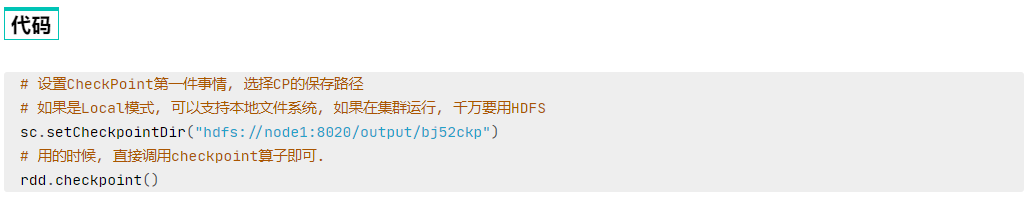 代码
# 设置CheckPoint第一件事情, 选择CP的保存路径
# 如果是Local模式, 可以支持本地文件系统, 如果在集群运行, 千万要用HDFS
sc.setCheckpointDir("hdfs://node1:8020/output/bj52ckp")
# 用的时候, 直接调用checkpoint算子即可.
rdd.checkpoint()